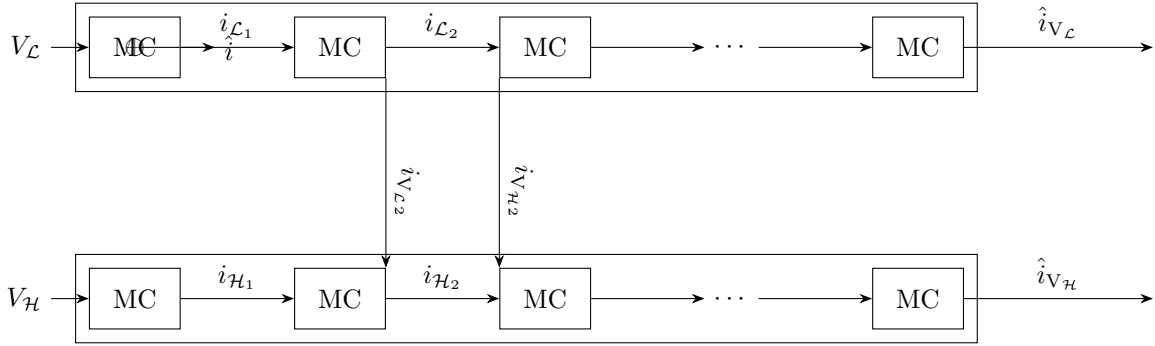 V_ℒ MC ⊕ î i_ℒ₁ MC i_ℒ₂ MC ⋯ MC î_V_ℒ
i_V_ℒ₂
i_V_ℋ₂
V_ℋ MC i_ℋ₁ MC i_ℋ₂ MC ⋯ MC î_V_ℋ